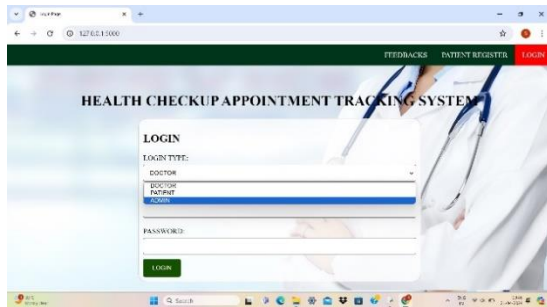 127.0.0.1:5000
FEEDBACKS PATIENT REGISTER LOGIN
HEALTH CHECKUP APPOINTMENT TRACKING SYSTEM
LOGIN
LOGIN TYPE:
DOCTOR
DOCTOR
PATIENT
ADMIN
PASSWORD:
LOGIN
Search